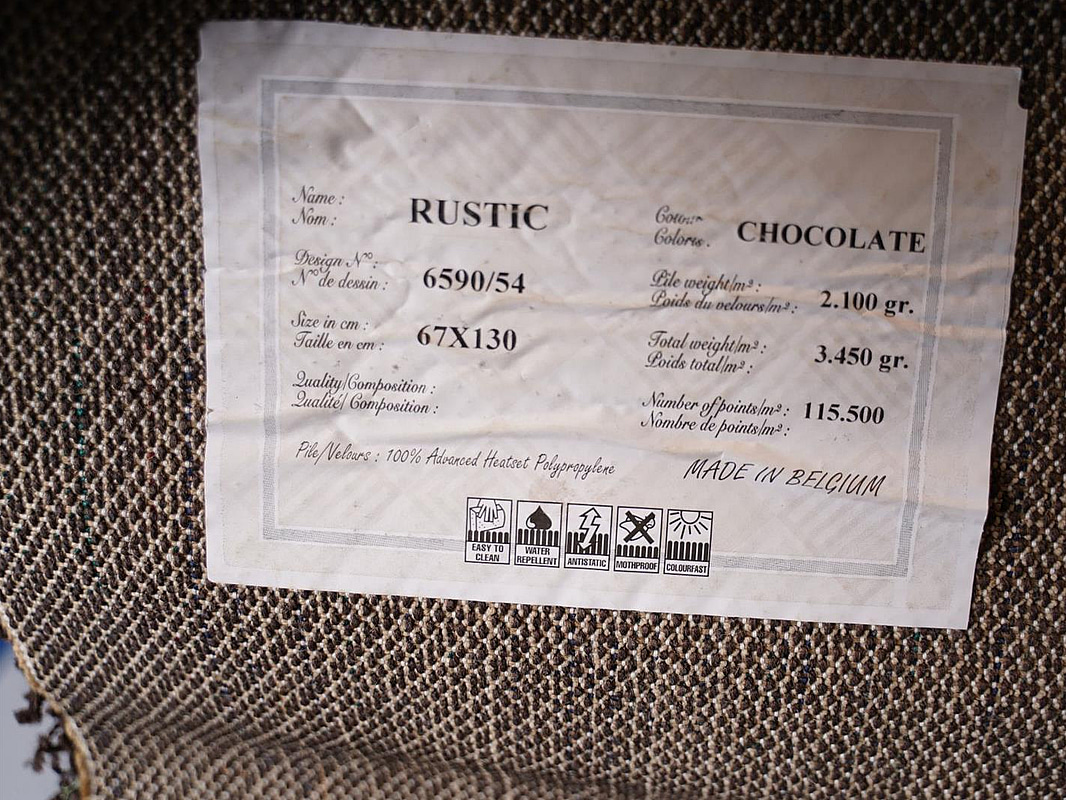 Name :
Nom :
RUSTIC
Design N° :
N° de dessin :
6590/54
Size in cm :
Taille en cm :
67X130
Quality/Composition :
Qualité/ Composition :
Pile/Velours : 100% Advanced Heatset Polypropylene
Coloris :
CHOCOLATE
Pile weight/m² :
Poids du velours/m² :
2.100 gr.
Total weight/m² :
Poids total/m² :
3.450 gr.
Number of points/m² :
Nombre de points/m² :
115.500
MADE IN BELGIUM
EASY TO
CLEAN
WATER
REPELLENT
ANTISTATIC
MOTHPROOF
COLOURFAST